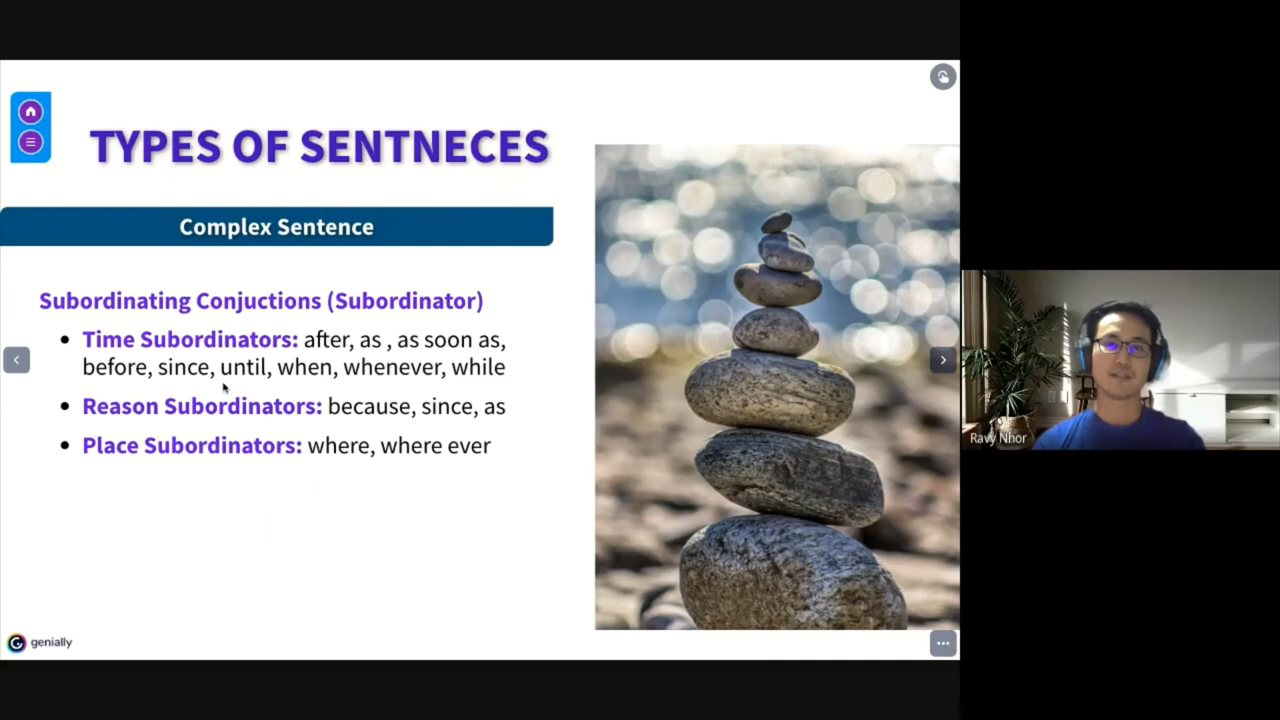 TYPES OF SENTNECES
Complex Sentence
Subordinating Conjuctions (Subordinator)
• Time Subordinators: after, as , as soon as,
before, since, until, when, whenever, while
• Reason Subordinators: because, since, as
• Place Subordinators: where, where ever
genially
Ravy Nhor